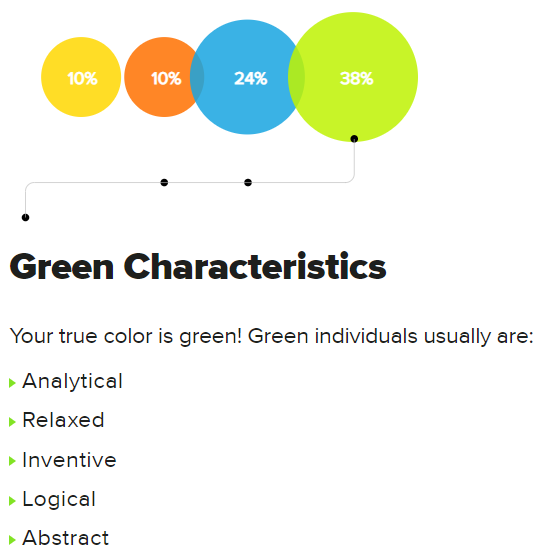 10% 10% 24% 38%
Green Characteristics
Your true color is green! Green individuals usually are:
Analytical
Relaxed
Inventive
Logical
Abstract